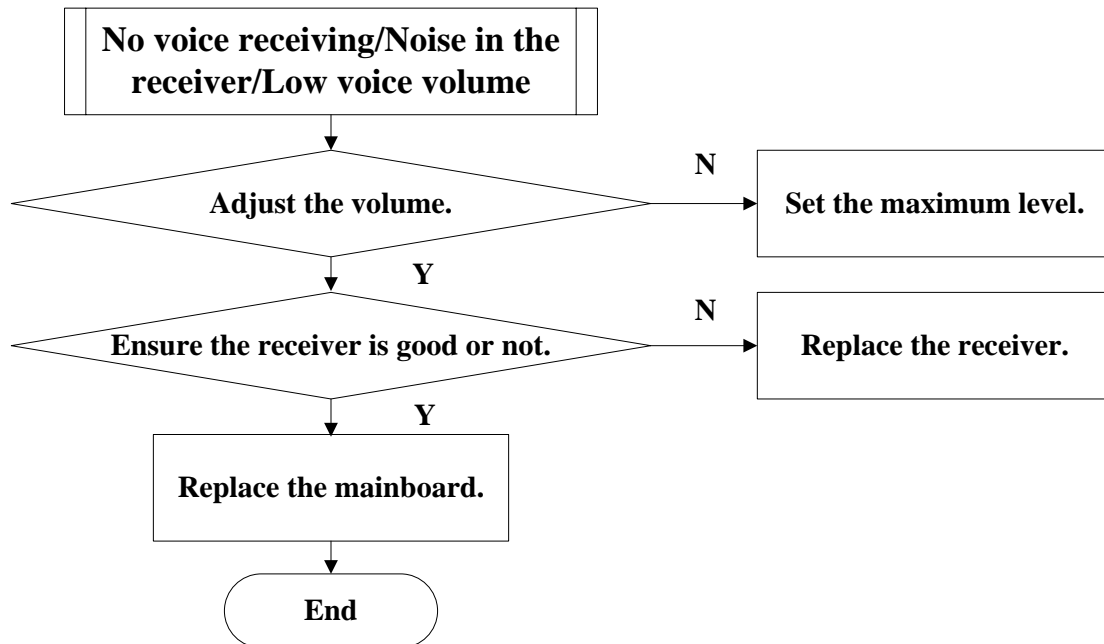 No voice receiving/Noise in the
receiver/Low voice volume
N
Adjust the volume.
Set the maximum level.
Y
N
Ensure the receiver is good or not.
Replace the receiver.
Y
Replace the mainboard.
End